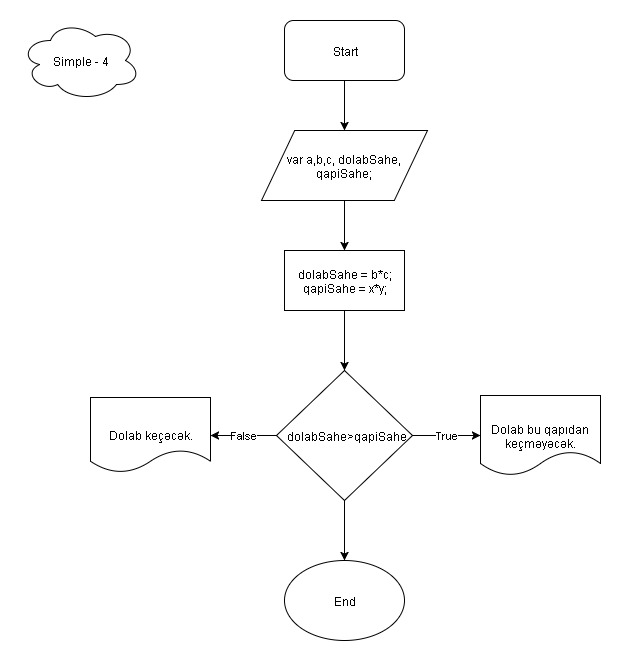 Simple - 4
Start
var a,b,c, dolabSahe,
qapiSahe;
dolabSahe = b*c;
qapiSahe = x*y;
dolabSahe>qapiSahe
False
True
Dolab keçəcək.
Dolab bu qapıdan
keçməyəcək.
End